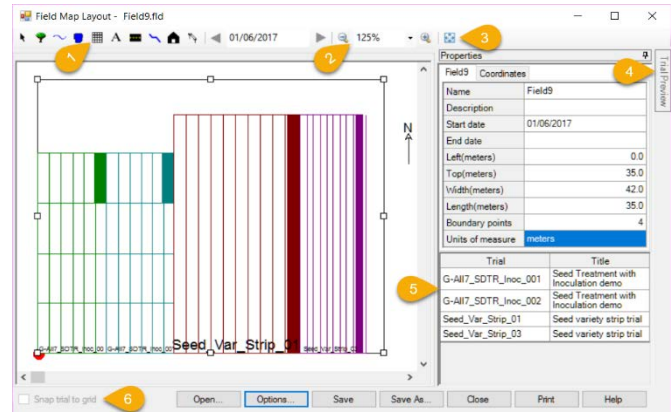 Field Map Layout - Field9.fld
A
01/06/2017
125%
1
2
3
4
5
6
Trial Preview
Properties
Field9 Coordinates
Name Field9
Description
Start date 01/06/2017
End date
Left(meters) 0.0
Top(meters) 35.0
Width(meters) 42.0
Length(meters) 35.0
Boundary points 4
Units of measure meters
N
Trial Title
G-All7_SDTR_Inoc_001 Seed Treatment with
Inoculation demo
G-All7_SDTR_Inoc_002 Seed Treatment with
Inoculation demo
Seed_Var_Strip_01 Seed variety strip trial
Seed_Var_Strip_03 Seed variety strip trial
G-All7_SDTR_Inoc_00 G-All7_SDTR_Inoc_00 Seed_Var_Strip_01 Seed_Var_Strip_03
Snap trial to grid
Open... Options... Save Save As... Close Print Help